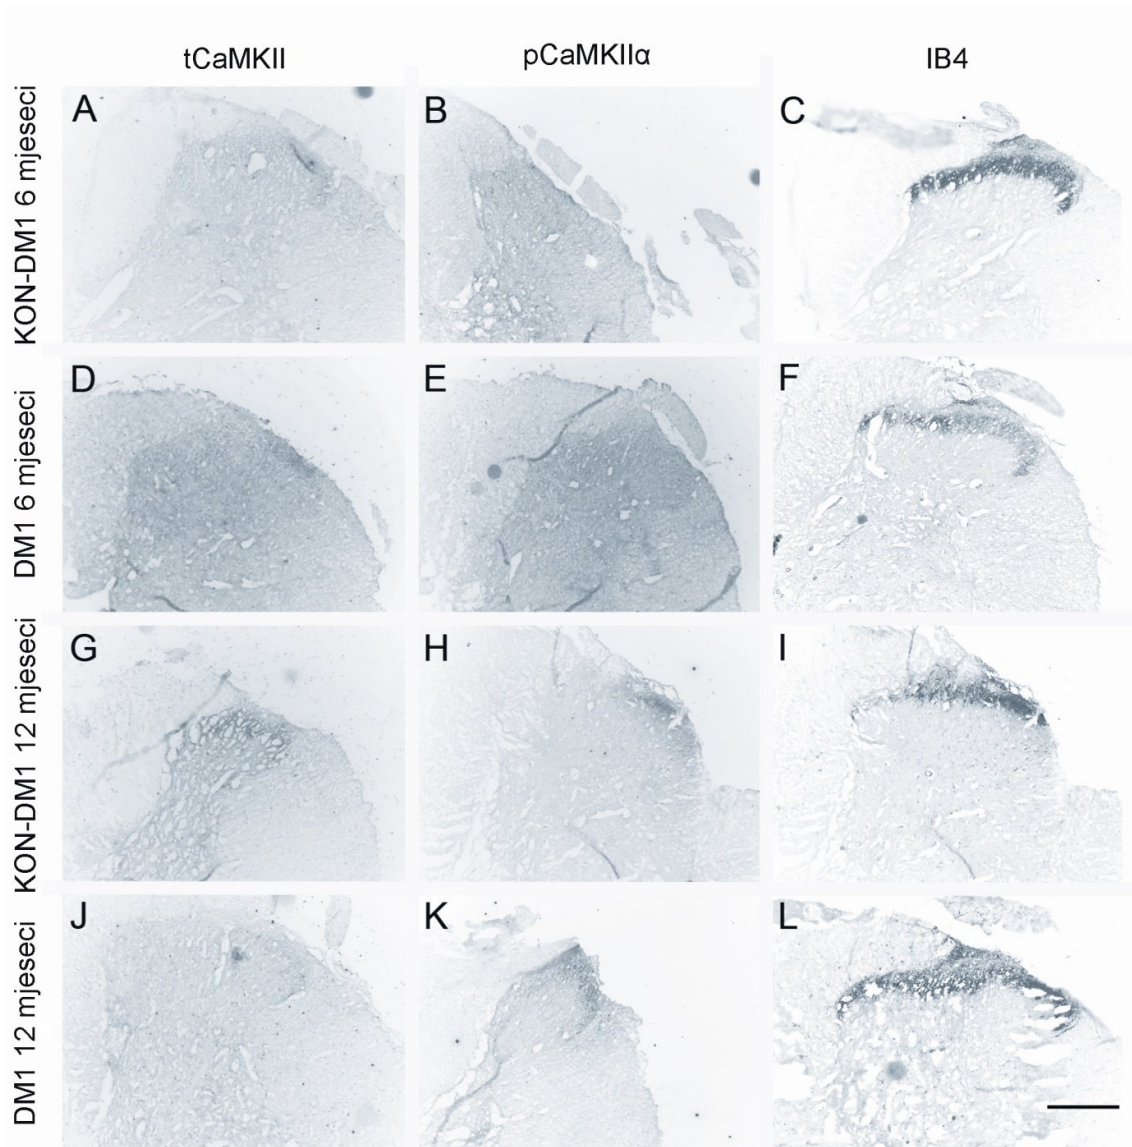 tCaMKII pCaMKIIα IB4
KON-DM1 6 mjeseci
A B C
DM1 6 mjeseci
D E F
KON-DM1 12 mjeseci
G H I
DM1 12 mjeseci
J K L